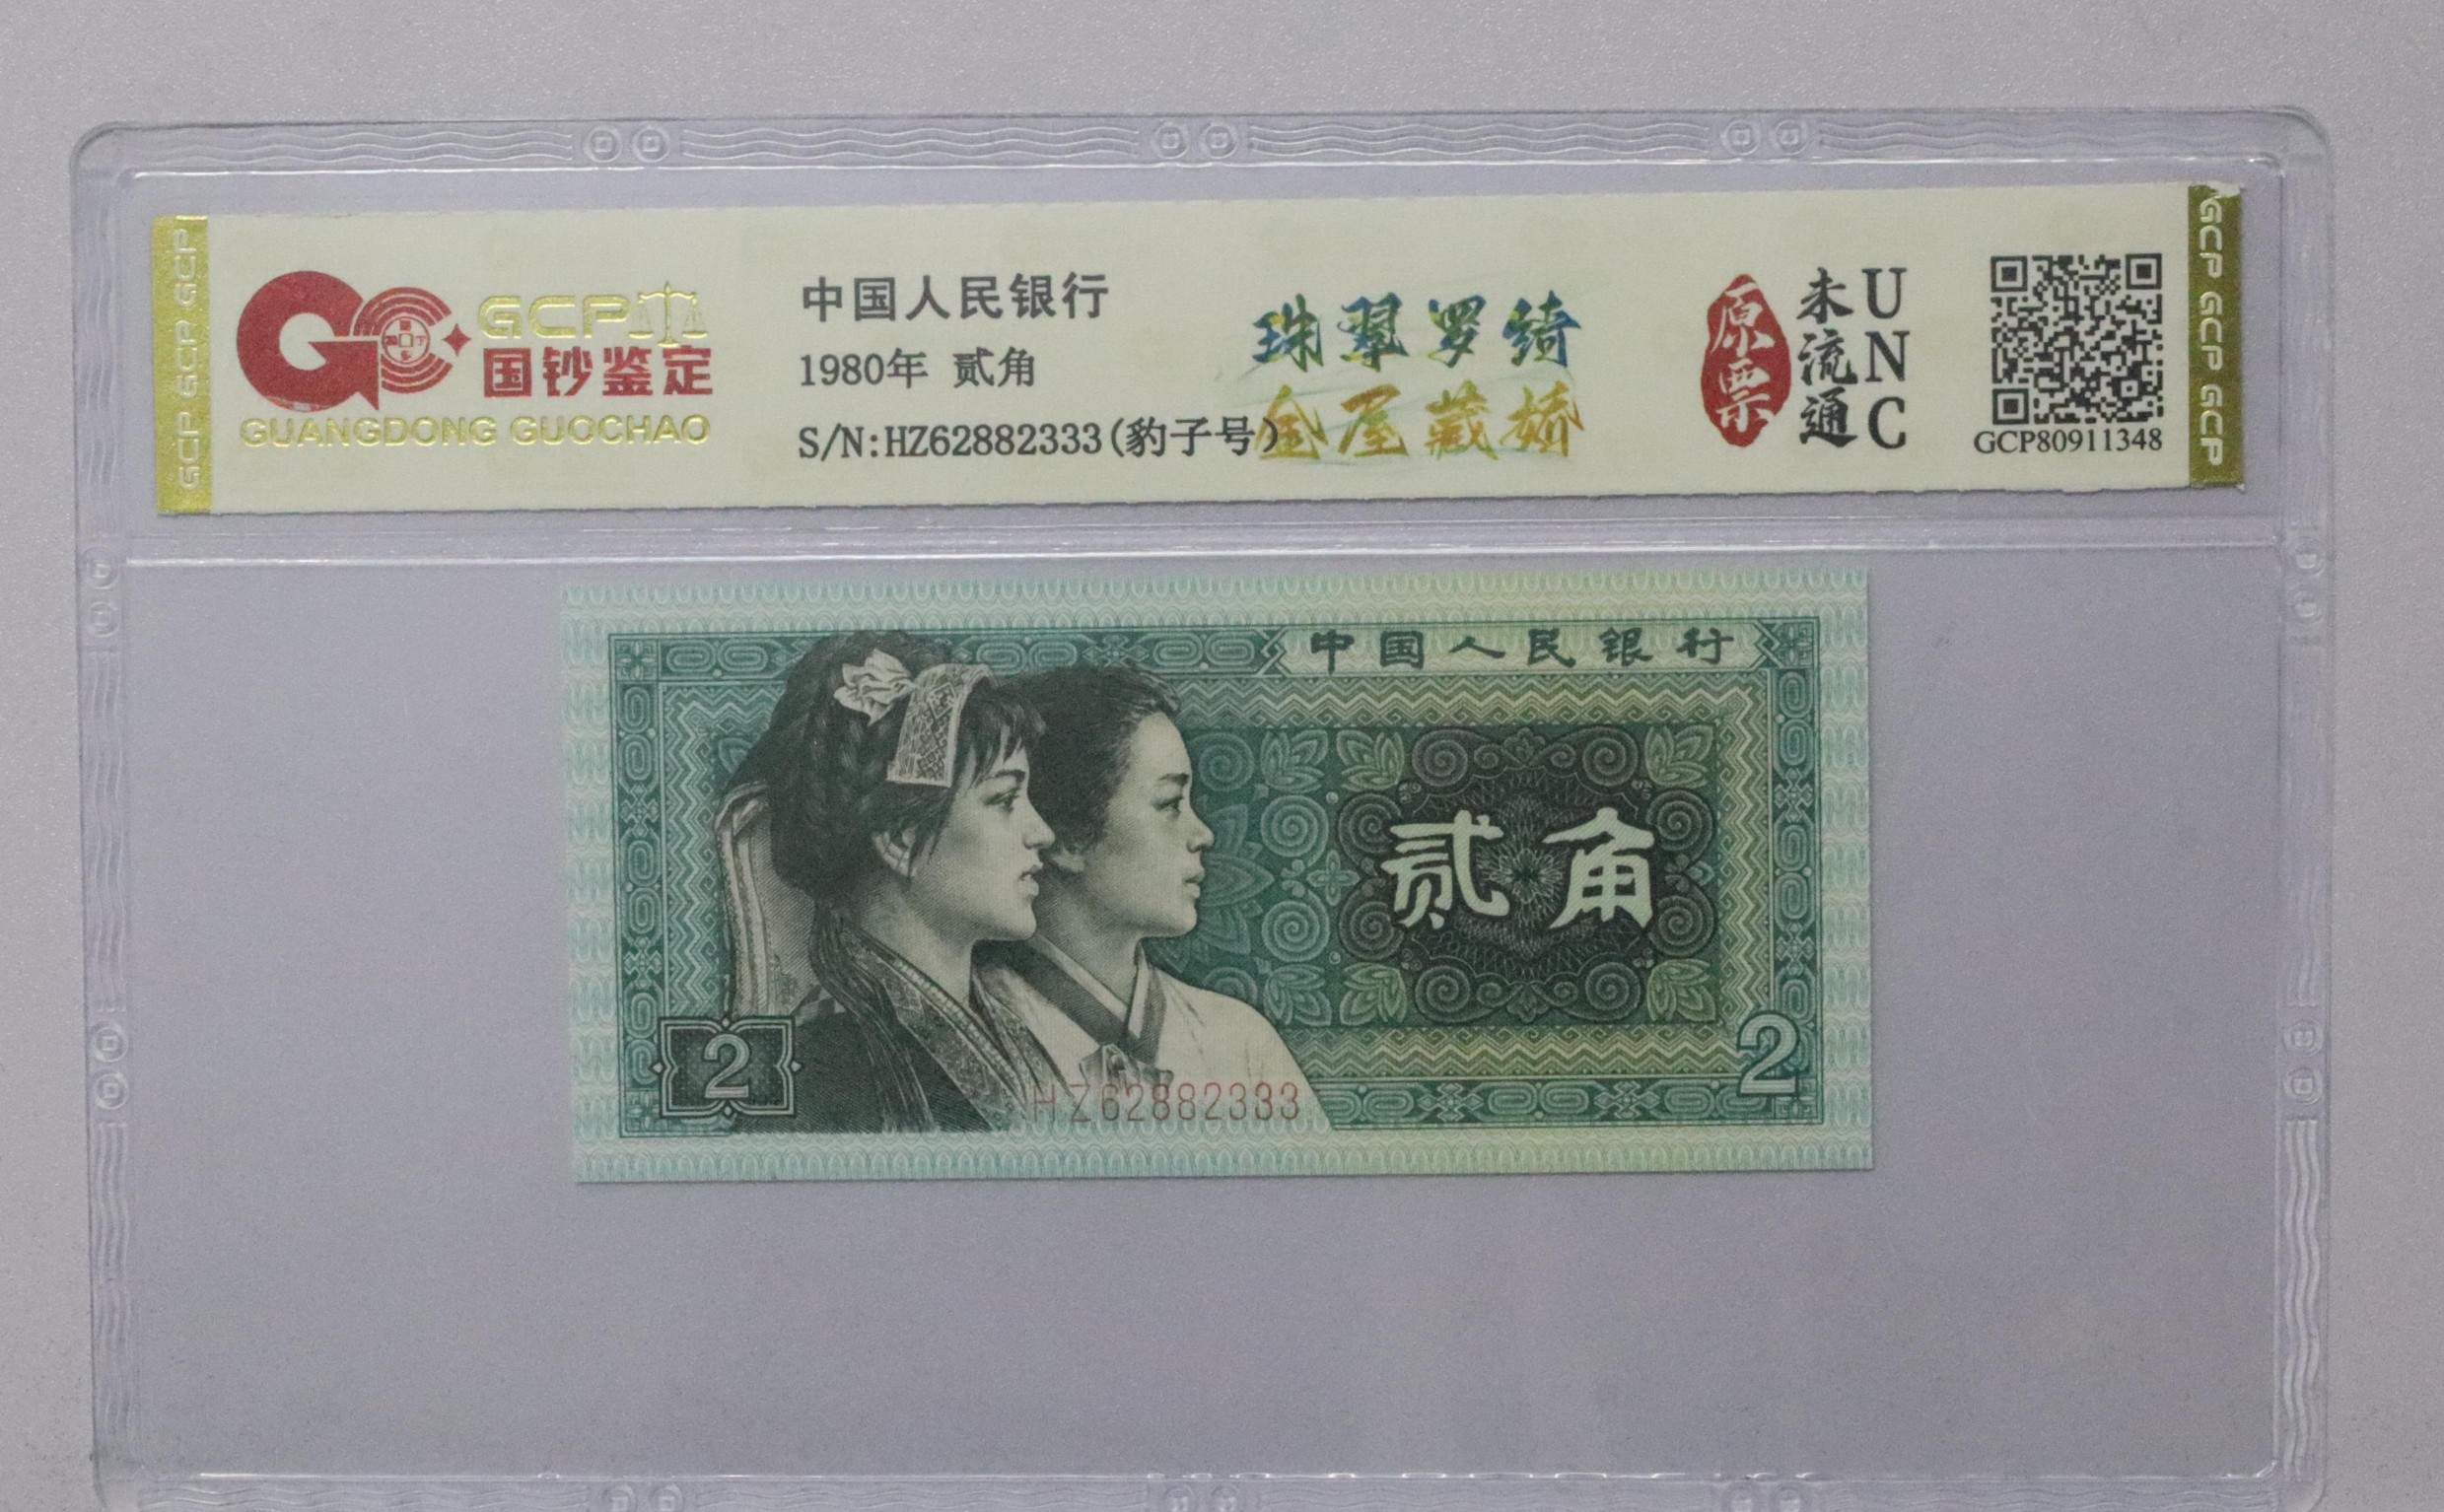 GCP GCP GCP
GCP
国钞鉴定
GUANGDONG GUOCHAO
中国人民银行
1980年 贰角
S/N:HZ62882333(豹子号)
珠翠罗绮
金屋藏娇
原票
未流通
UNC
GCP80911348
GCP GCP GCP
中国人民银行
贰角
2
2
HZ62882333